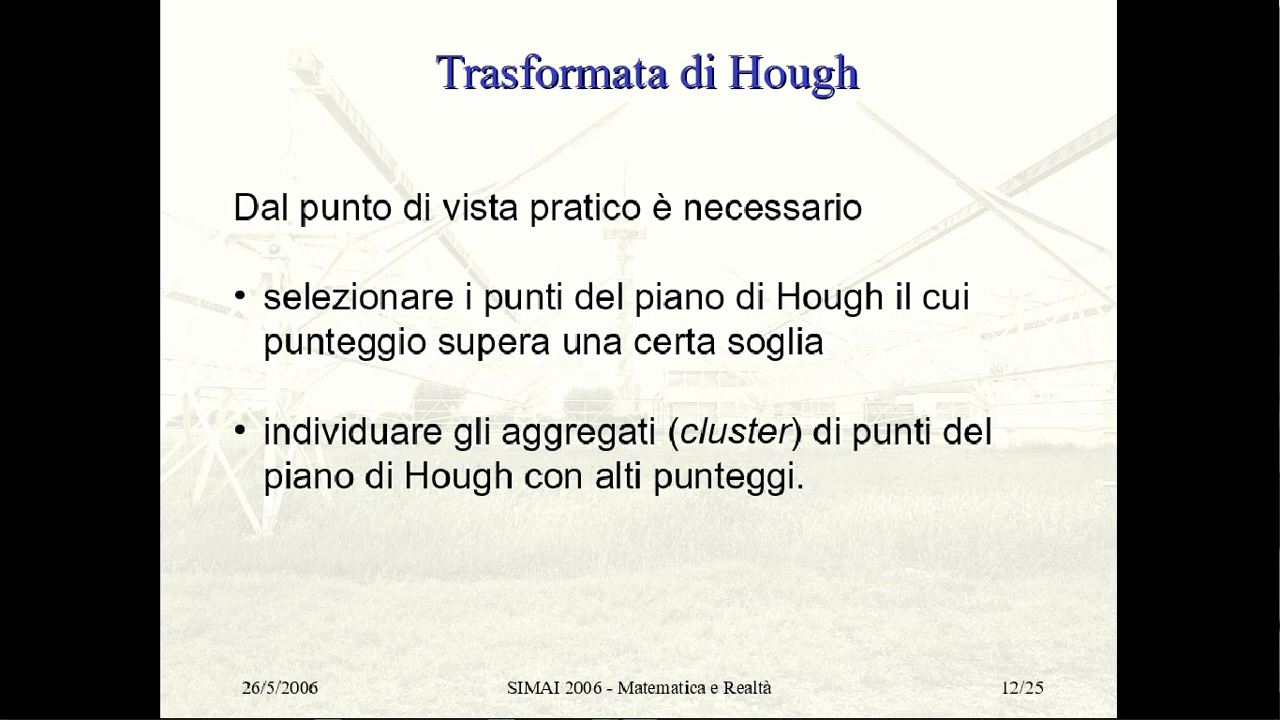 Trasformata di Hough
Dal punto di vista pratico è necessario
• selezionare i punti del piano di Hough il cui
punteggio supera una certa soglia
• individuare gli aggregati (cluster) di punti del
piano di Hough con alti punteggi.
26/5/2006 SIMAI 2006 - Matematica e Realtà 12/25